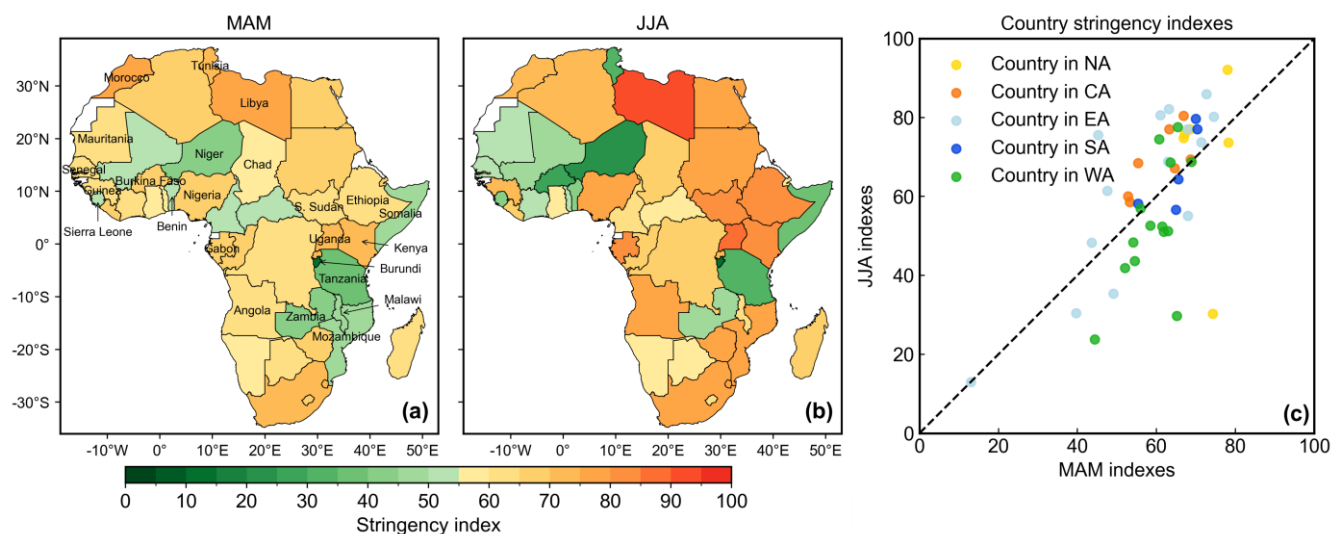 MAM
JJA
Country stringency indexes
30°N
20°N
10°N
0°
-10°S
-20°S
-30°S
Morocco
Tunisia
Libya
Mauritania
Niger
Chad
Senegal
Burkina Faso
Guinea
Nigeria
S. Sudan
Ethiopia
Somalia
Sierra Leone
Benin
Gabon
Uganda
Kenya
Burundi
Tanzania
Malawi
Angola
Zambia
Mozambique
(a)
-10°W 0° 10°E 20°E 30°E 40°E 50°E
(b)
-10°W 0° 10°E 20°E 30°E 40°E 50°E
0 10 20 30 40 50 60 70 80 90 100
Stringency index
100
80
60
40
20
0
JJA indexes
Country in NA
Country in CA
Country in EA
Country in SA
Country in WA
(c)
0 20 40 60 80 100
MAM indexes